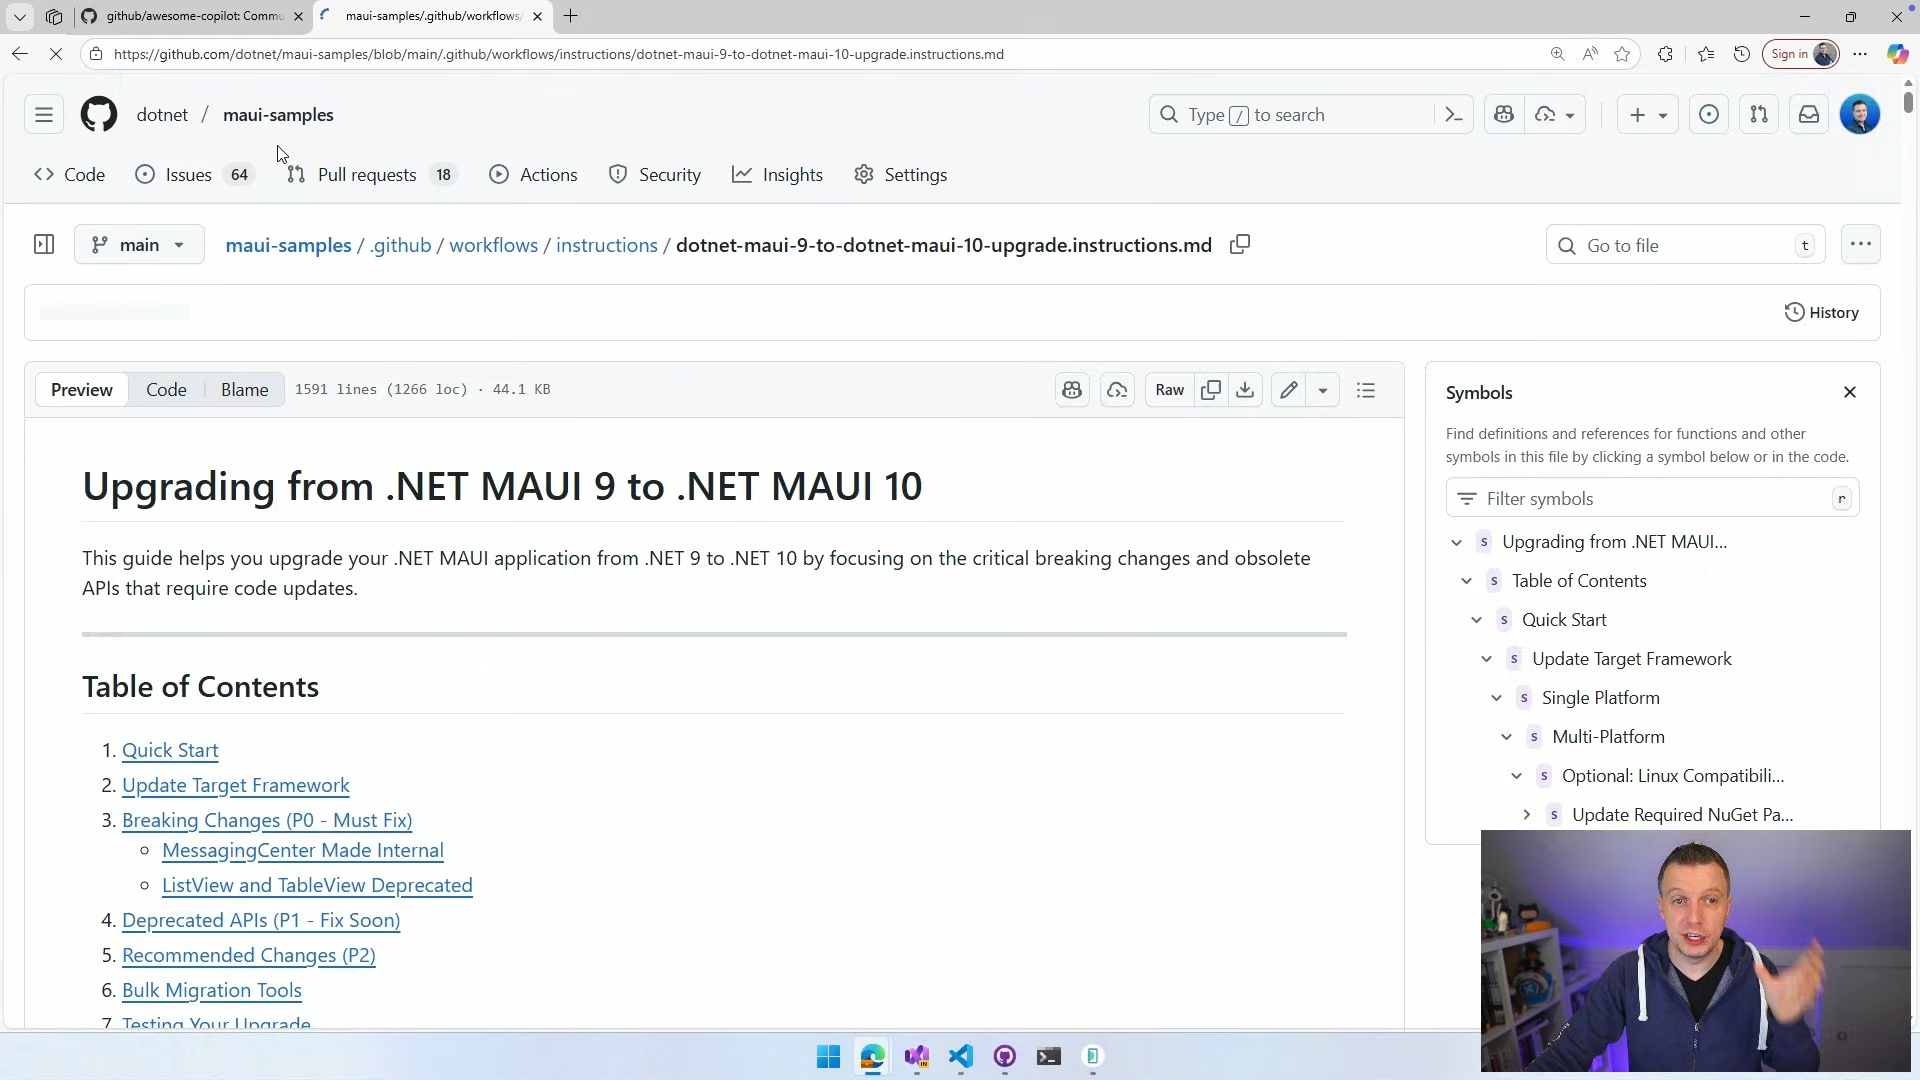 github/awesome-copilot: Commu
maui-samples/.github/workflows/
https://github.com/dotnet/maui-samples/blob/main/.github/workflows/instructions/dotnet-maui-9-to-dotnet-maui-10-upgrade.instructions.md
Sign in
dotnet / maui-samples
Type / to search
Code
Issues 64
Pull requests 18
Actions
Security
Insights
Settings
main
maui-samples / .github / workflows / instructions / dotnet-maui-9-to-dotnet-maui-10-upgrade.instructions.md
Go to file t
History
Preview
Code
Blame
1591 lines (1266 loc) · 44.1 KB
Raw
Upgrading from .NET MAUI 9 to .NET MAUI 10
This guide helps you upgrade your .NET MAUI application from .NET 9 to .NET 10 by focusing on the critical breaking changes and obsolete
APIs that require code updates.
Table of Contents
1. Quick Start
2. Update Target Framework
3. Breaking Changes (P0 - Must Fix)
MessagingCenter Made Internal
ListView and TableView Deprecated
4. Deprecated APIs (P1 - Fix Soon)
5. Recommended Changes (P2)
6. Bulk Migration Tools
7. Testing Your Upgrade
Symbols
Find definitions and references for functions and other
symbols in this file by clicking a symbol below or in the code.
Filter symbols r
S Upgrading from .NET MAUI...
S Table of Contents
S Quick Start
S Update Target Framework
S Single Platform
S Multi-Platform
S Optional: Linux Compatibili...
S Update Required NuGet Pa...